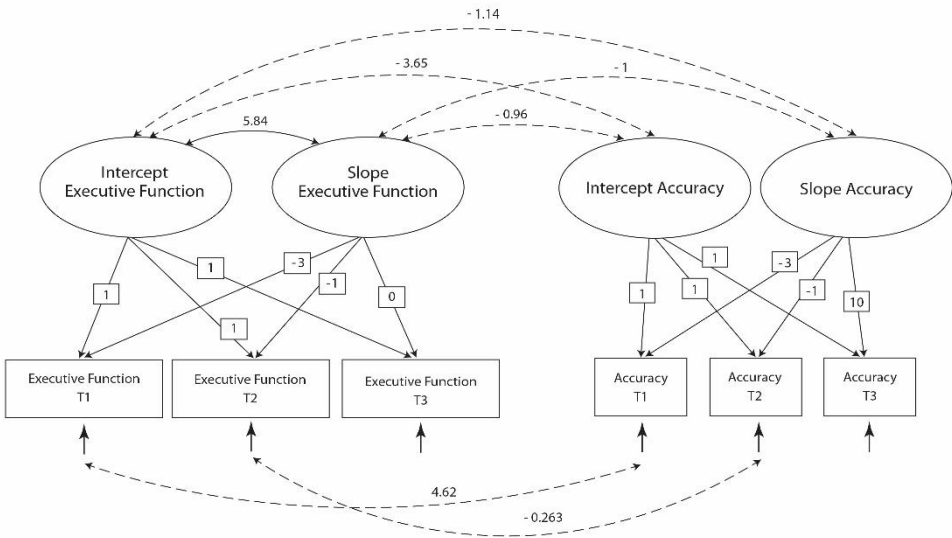 - 1.14
- 3.65
- 1
5.84
- 0.96
Intercept
Executive Function
Slope
Executive Function
Intercept Accuracy
Slope Accuracy
1
1
1
-3
-1
0
1
1
1
-3
-1
10
Executive Function
T1
Executive Function
T2
Executive Function
T3
Accuracy
T1
Accuracy
T2
Accuracy
T3
4.62
- 0.263